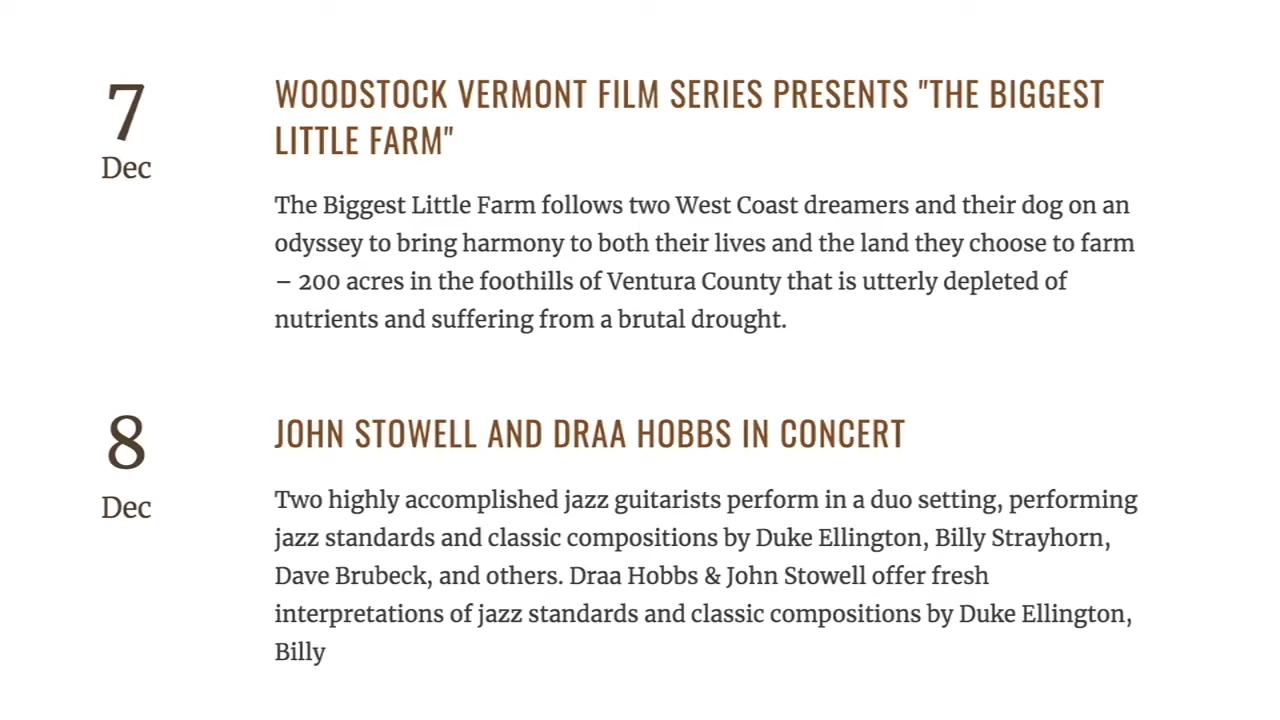 7
Dec
WOODSTOCK VERMONT FILM SERIES PRESENTS "THE BIGGEST
LITTLE FARM"
The Biggest Little Farm follows two West Coast dreamers and their dog on an
odyssey to bring harmony to both their lives and the land they choose to farm
– 200 acres in the foothills of Ventura County that is utterly depleted of
nutrients and suffering from a brutal drought.
8
Dec
JOHN STOWELL AND DRAA HOBBS IN CONCERT
Two highly accomplished jazz guitarists perform in a duo setting, performing
jazz standards and classic compositions by Duke Ellington, Billy Strayhorn,
Dave Brubeck, and others. Draa Hobbs & John Stowell offer fresh
interpretations of jazz standards and classic compositions by Duke Ellington,
Billy